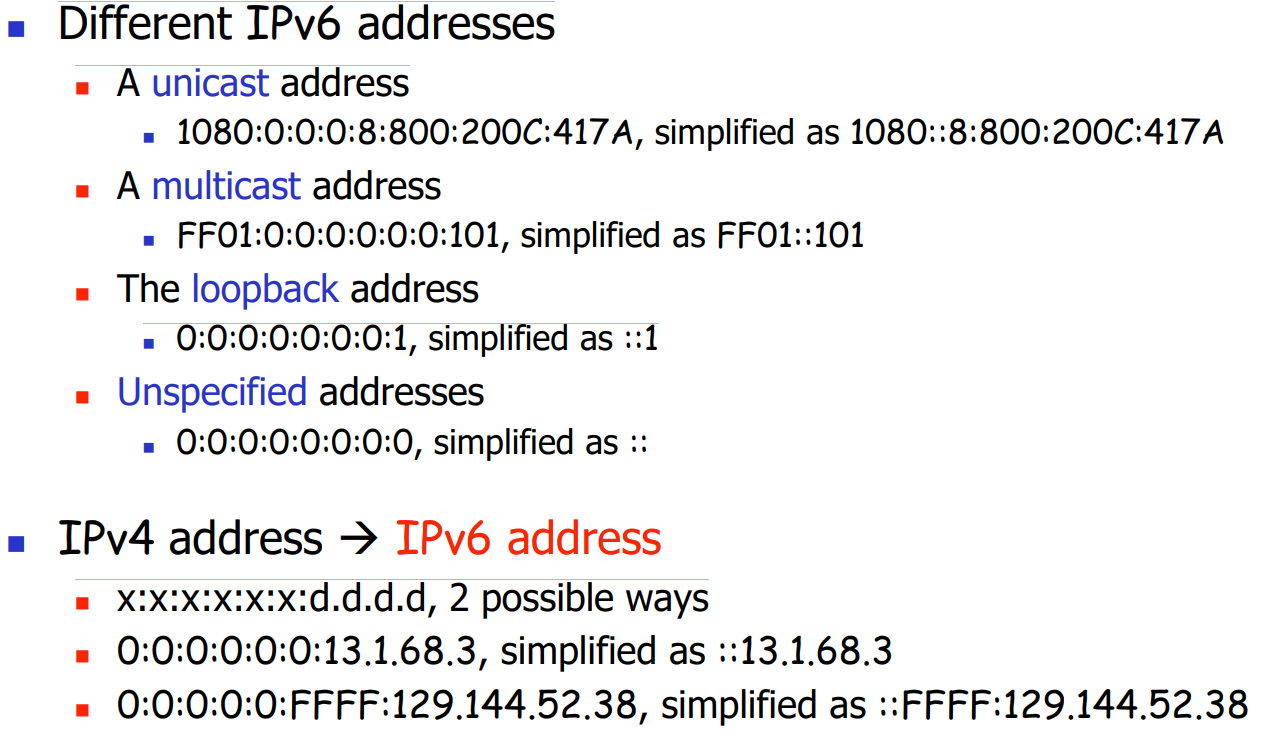 Different IPv6 addresses
A unicast address
1080:0:0:0:8:800:200C:417A, simplified as 1080::8:800:200C:417A
A multicast address
FF01:0:0:0:0:0:0:101, simplified as FF01::101
The loopback address
0:0:0:0:0:0:0:1, simplified as ::1
Unspecified addresses
0:0:0:0:0:0:0:0, simplified as ::
IPv4 address → IPv6 address
x:x:x:x:x:x:d.d.d.d, 2 possible ways
0:0:0:0:0:0:13.1.68.3, simplified as ::13.1.68.3
0:0:0:0:0:FFFF:129.144.52.38, simplified as ::FFFF:129.144.52.38